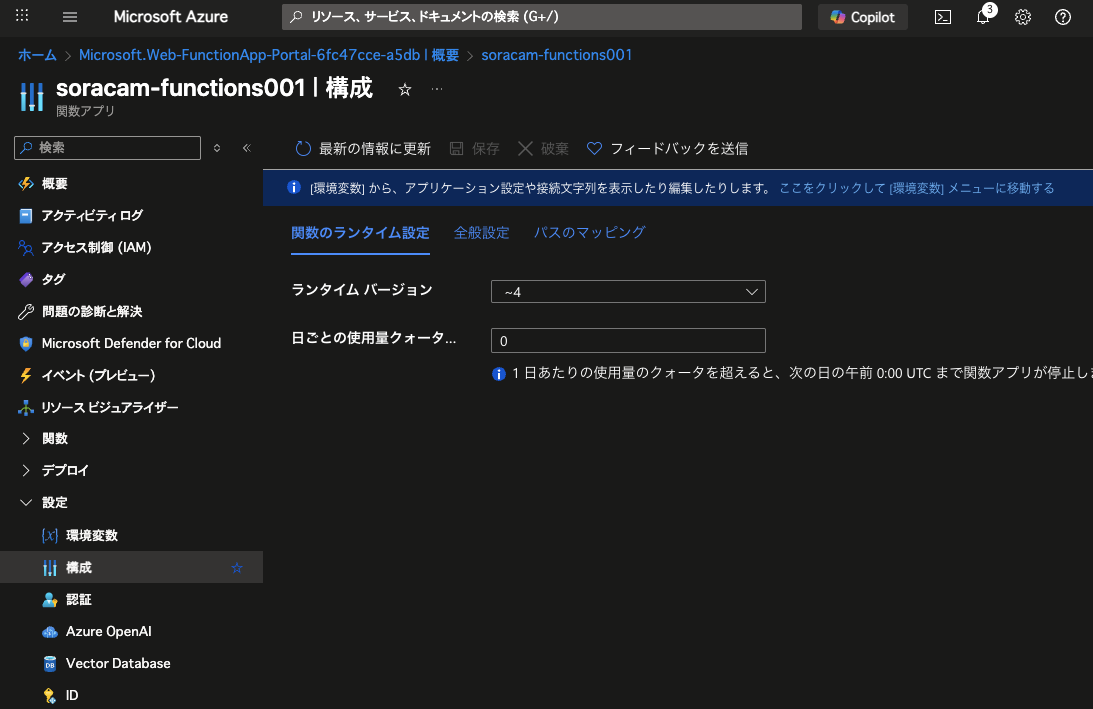 Microsoft Azure
リソース、サービス、ドキュメントの検索 (G+/)
Copilot
3
ホーム > Microsoft.Web-FunctionApp-Portal-6fc47cce-a5db | 概要 > soracam-functions001
soracam-functions001 | 構成
関数アプリ
検索
最新の情報に更新 保存 破棄 フィードバックを送信
[環境変数] から、アプリケーション設定や接続文字列を表示したり編集したりします。 ここをクリックして [環境変数] メニューに移動する
関数のランタイム設定 全般設定 パスのマッピング
ランタイム バージョン ~4
日ごとの使用量クォータ... 0
1 日あたりの使用量のクォータを超えると、次の日の午前 0:00 UTC まで関数アプリが停止し
概要
アクティビティ ログ
アクセス制御 (IAM)
タグ
問題の診断と解決
Microsoft Defender for Cloud
イベント (プレビュー)
リソース ビジュアライザー
関数
デプロイ
設定
環境変数
構成
認証
Azure OpenAI
Vector Database
ID